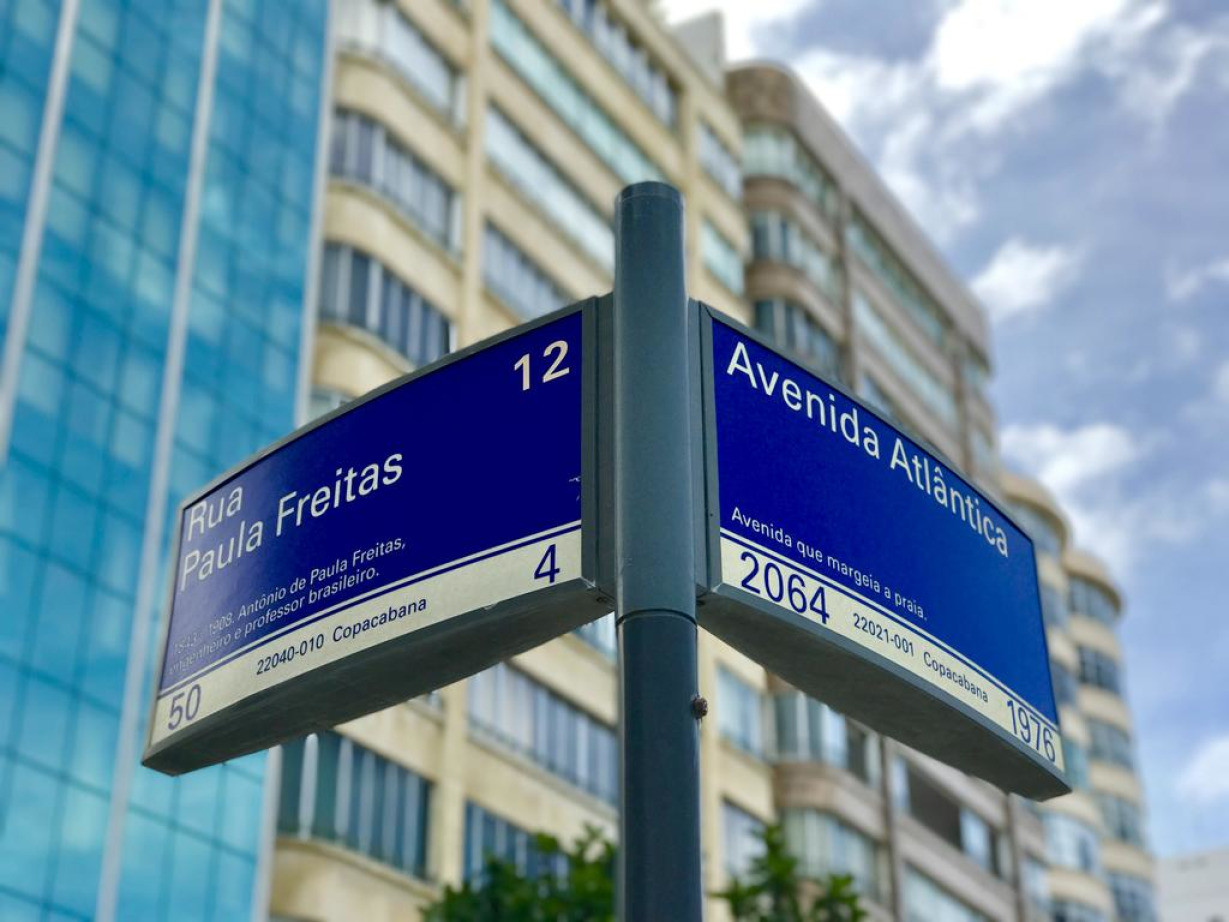 12
Rua
Paula Freitas
1908. Antônio de Paula Freitas,
engenheiro e professor brasileiro.
4
22040-010 Copacabana
50
Avenida Atlântica
Avenida que margeia a praia.
2064
22021-001 Copacabana
1976